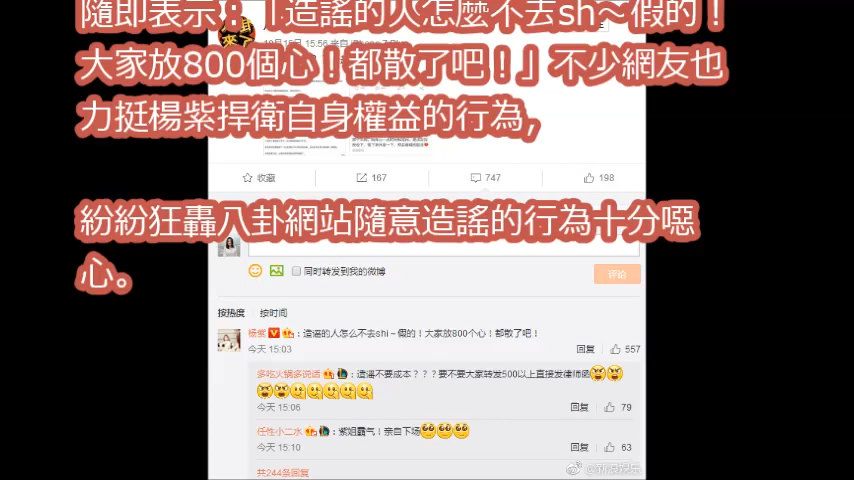 隨即表示：「造謠的人怎麼不去sh～假的！
大家放800個心！都散了吧！」不少網友也
力挺楊紫捍衛自身權益的行為，
紛紛狂轟八卦網站隨意造謠的行為十分噁
心。
收藏
167
747
198
同时转发到我的微博
评论
按热度 按时间
杨紫：造谣的人怎么不去shi～假的！大家放800个心！都散了吧！
今天 15:03
回复 557
多吃火锅多说话：造谣不要成本？？？要不要大家转发500以上直接发律师函
今天 15:06
回复 79
任性小二水：紫姐霸气！亲自下场
今天 15:10
回复 63
共244条回复
@新浪娱乐